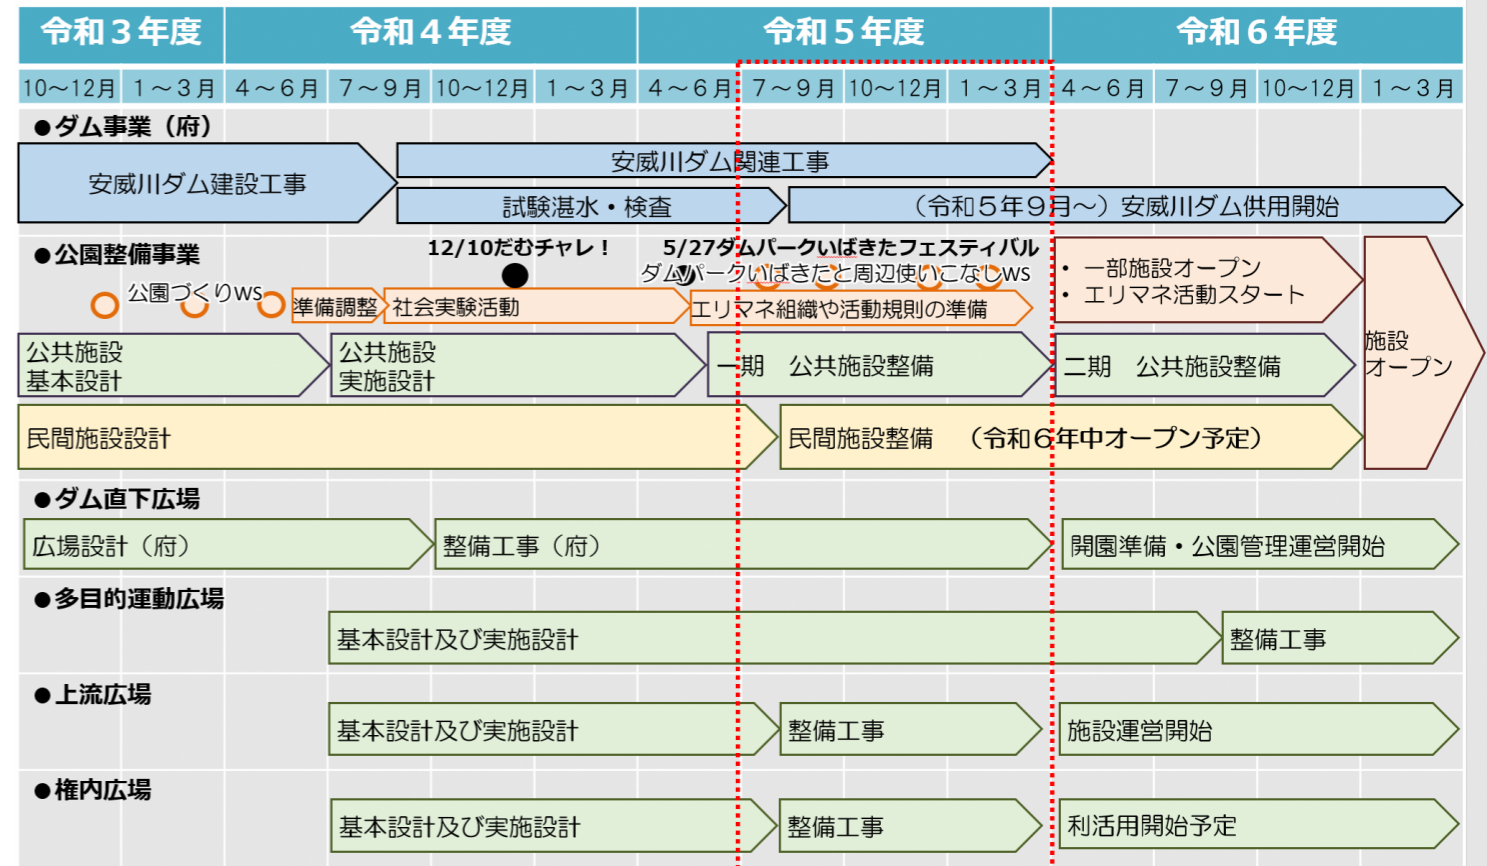 令和３年度 令和４年度 令和５年度 令和６年度
10～12月 １～３月 ４～６月 ７～９月 10～12月 １～３月 ４～６月 ７～９月 10～12月 １～３月 ４～６月 ７～９月 10～12月 １～３月
●ダム事業（府）
安威川ダム建設工事
安威川ダム関連工事
試験湛水・検査
（令和５年９月～）安威川ダム供用開始
●公園整備事業
12/10だむチャレ！
5/27ダムパークいばきたフェスティバル
ダムパークいばきたと周辺使いこなしWS
公園づくりWS
準備調整
社会実験活動
エリマネ組織や活動規則の準備
・ 一部施設オープン
・ エリマネ活動スタート
施設
オープン
公共施設
基本設計
公共施設
実施設計
一期　公共施設整備
二期　公共施設整備
民間施設設計
民間施設整備　（令和６年中オープン予定）
●ダム直下広場
広場設計（府）
整備工事（府）
開園準備・公園管理運営開始
●多目的運動広場
基本設計及び実施設計
整備工事
●上流広場
基本設計及び実施設計
整備工事
施設運営開始
●権内広場
基本設計及び実施設計
整備工事
利活用開始予定